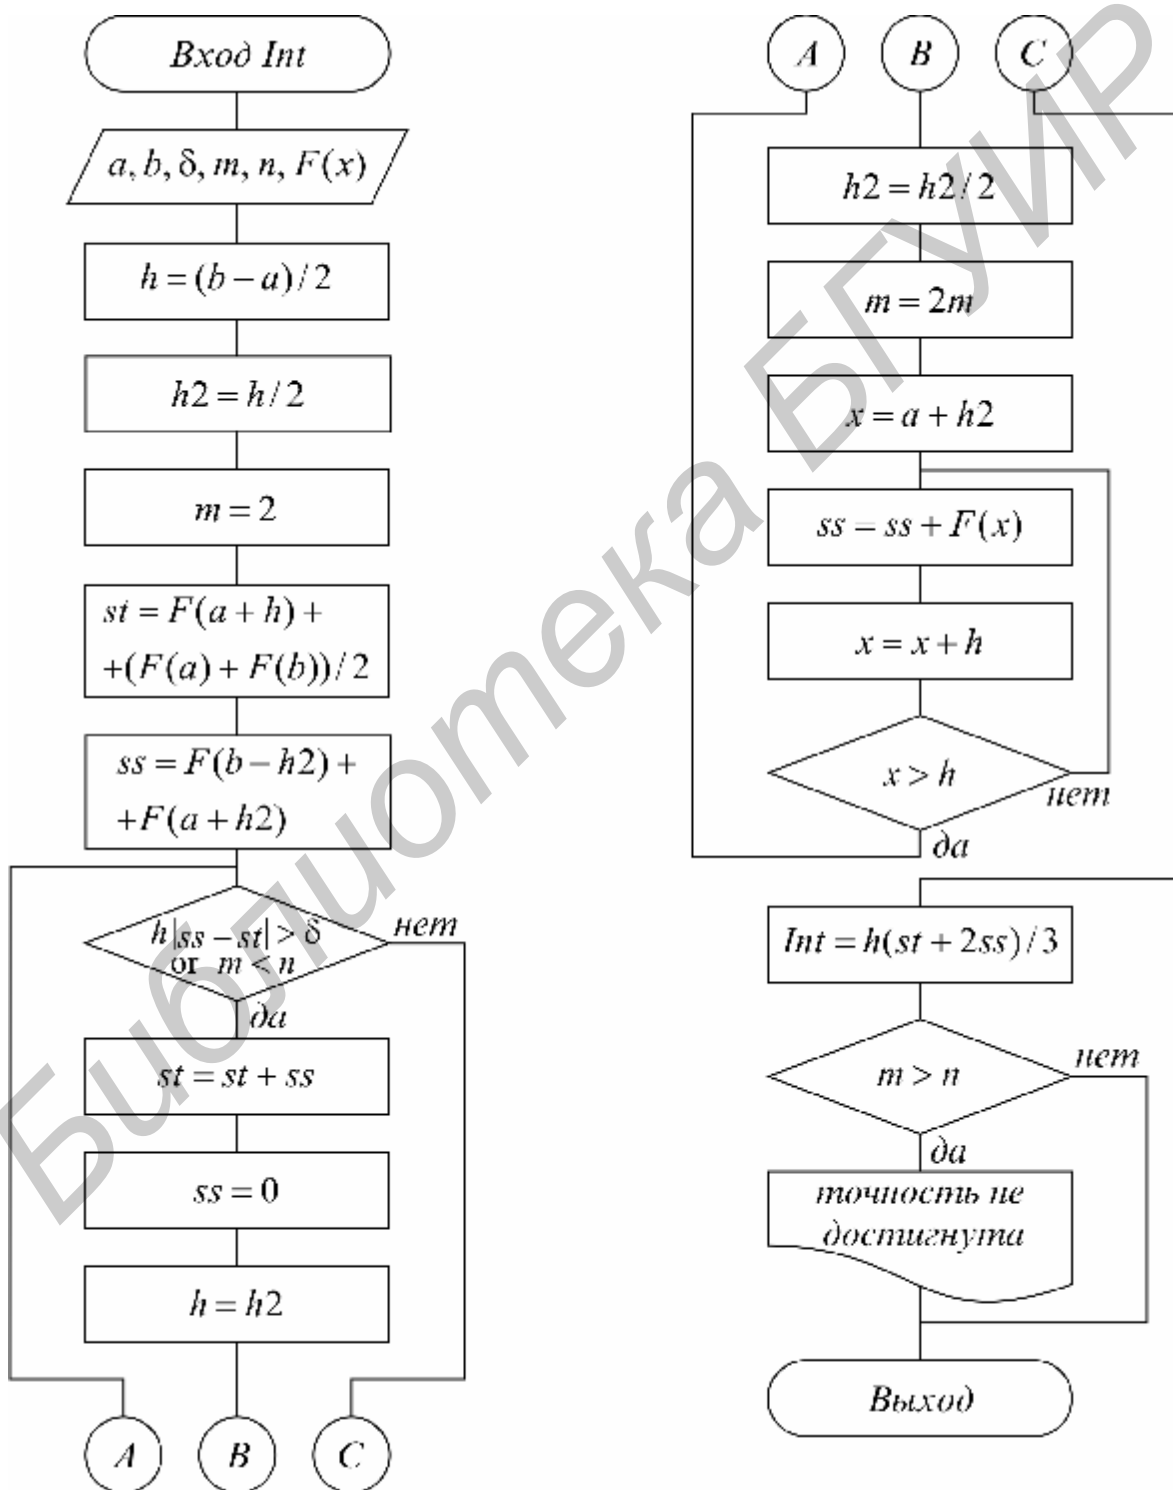 Вход Int
a, b, δ, m, n, F(x)
h = (b − a)/2
h2 = h/2
m = 2
st = F(a + h) +
+(F(a) + F(b))/2
ss = F(b − h2) +
+F(a + h2)
h|ss − st| > δ
or m < n
нет
да
st = st + ss
ss = 0
h = h2
A
B
C
A
B
C
h2 = h2/2
m = 2m
x = a + h2
ss = ss + F(x)
x = x + h
x > h
нет
да
Int = h(st + 2ss)/3
m > n
нет
да
точность не
достигнута
Выход
Библиотека БГУИР